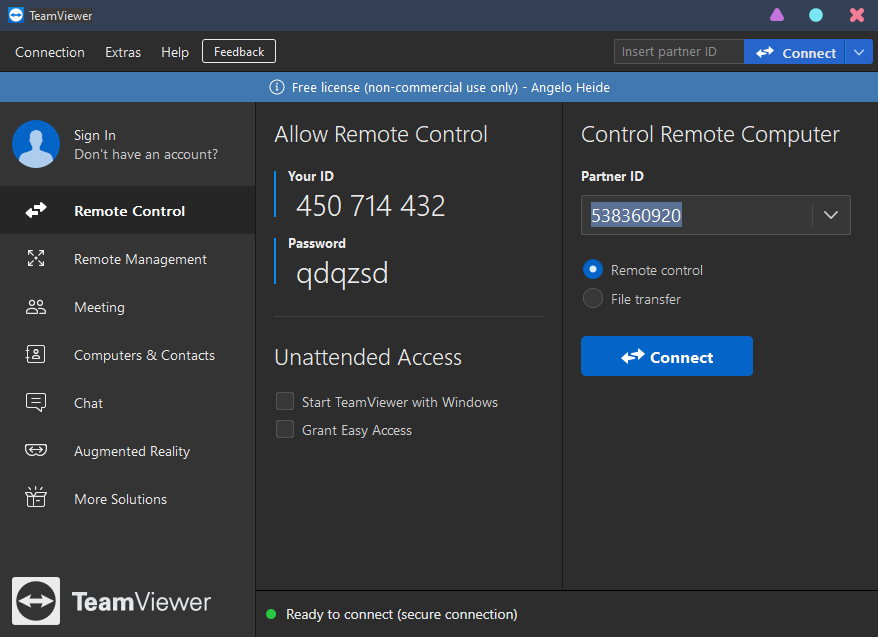 TeamViewer
Connection Extras Help Feedback Insert partner ID Connect
Free license (non-commercial use only) - Angelo Heide
Sign In
Don't have an account?
Remote Control
Remote Management
Meeting
Computers & Contacts
Chat
Augmented Reality
More Solutions
TeamViewer
Allow Remote Control
Your ID
450 714 432
Password
qdqzsd
Unattended Access
Start TeamViewer with Windows
Grant Easy Access
Control Remote Computer
Partner ID
538360920
Remote control
File transfer
Connect
Ready to connect (secure connection)